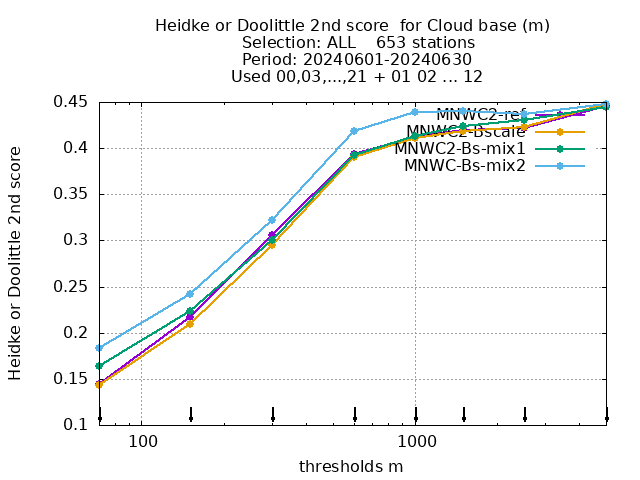 Heidke or Doolittle 2nd score  for Cloud base (m)
Selection: ALL    653 stations
Period: 20240601-20240630
Used 00,03,...,21 + 01 02 ... 12
Heidke or Doolittle 2nd score
0.45
0.4
0.35
0.3
0.25
0.2
0.15
0.1
MNWC2-ref
MNWC2-Bscale
MNWC2-Bs-mix1
MNWC-Bs-mix2
100
1000
thresholds m